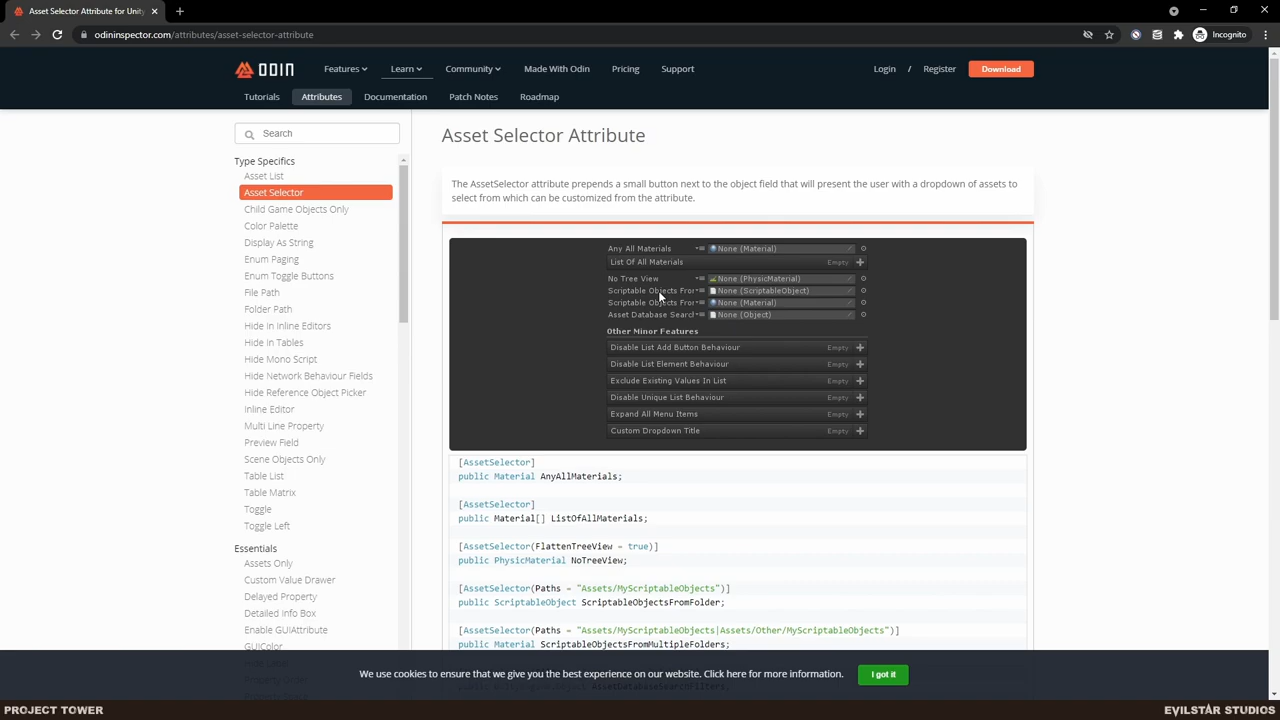 Asset Selector Attribute for Unity
Incognito
odininspector.com/attributes/asset-selector-attribute
ODIN
Features
Learn
Community
Made With Odin
Pricing
Support
Login / Register
Download
Tutorials
Attributes
Documentation
Patch Notes
Roadmap
Search
Type Specifics
Asset List
Asset Selector
Child Game Objects Only
Color Palette
Display As String
Enum Paging
Enum Toggle Buttons
File Path
Folder Path
Hide in Inline Editors
Hide in Tables
Hide Mono Script
Hide Network Behaviour Fields
Hide Reference Object Picker
Inline Editor
Multi Line Property
Preview Field
Scene Objects Only
Table List
Table Matrix
Toggle
Toggle Left
Essentials
Assets Only
Custom Value Drawer
Delayed Property
Detailed Info Box
Enable GUIAttribute
GUIColor
Asset Selector Attribute
The AssetSelector attribute prepends a small button next to the object field that will present the user with a dropdown of assets to
select from which can be customized from the attribute.
Any All Materials None (Material)
List Of All Materials Empty
No Tree View None (PhysicMaterial)
Scriptable Objects Fror None (ScriptableObject)
Scriptable Objects Fror None (Material)
Asset Database Search None (Object)
Other Minor Features
Disable List Add Button Behaviour Empty
Disable List Element Behaviour Empty
Exclude Existing Values In List Empty
Disable Unique List Behaviour Empty
Expand All Menu Items Empty
Custom Dropdown Title Empty
[AssetSelector]
public Material AnyAllMaterials;
[AssetSelector]
public Material[] ListOfAllMaterials;
[AssetSelector(FlattenTreeView = true)]
public PhysicMaterial NoTreeView;
[AssetSelector(Paths = "Assets/MyScriptableObjects")]
public ScriptableObject ScriptableObjectsFromFolder;
[AssetSelector(Paths = "Assets/MyScriptableObjects|Assets/Other/MyScriptableObjects")]
public Material ScriptableObjectsFromMultipleFolders;
We use cookies to ensure that we give you the best experience on our website. Click here for more information.
I got it
PROJECT TOWER
EVILSTAR STUDIOS